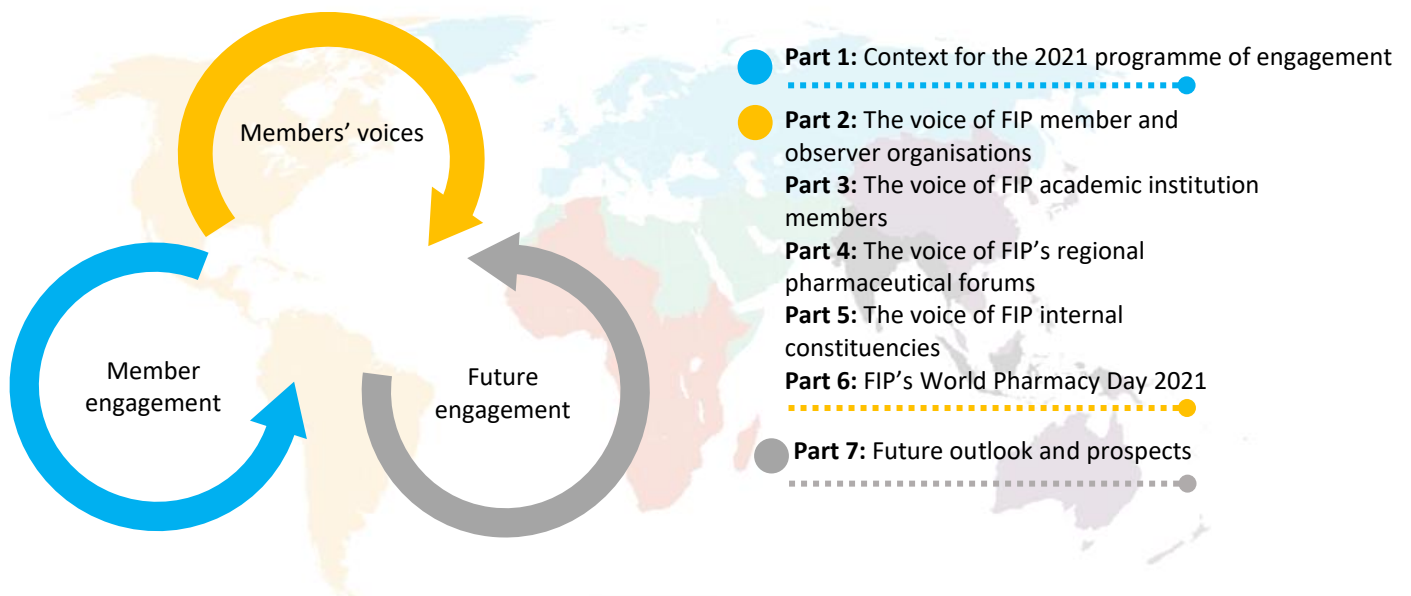 Members’ voices
Member
engagement
Future
engagement
Part 1: Context for the 2021 programme of engagement
Part 2: The voice of FIP member and
observer organisations
Part 3: The voice of FIP academic institution
members
Part 4: The voice of FIP’s regional
pharmaceutical forums
Part 5: The voice of FIP internal
constituencies
Part 6: FIP’s World Pharmacy Day 2021
Part 7: Future outlook and prospects